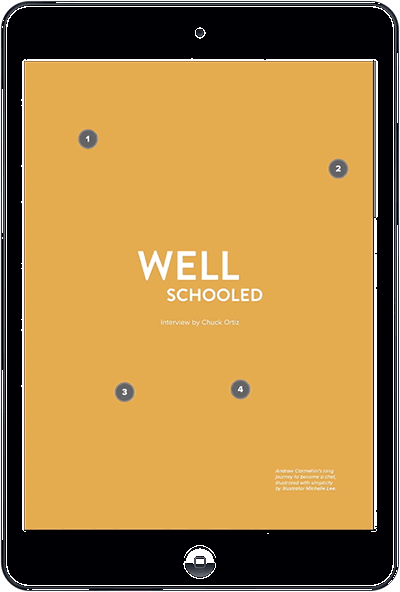 1
2
WELL
SCHOOLED
Interview by Chuck Ortiz
3
4
Andrew Carmellini's long
journey to become a chef,
illustrated with simplicity
by illustrator Michelle Lee.